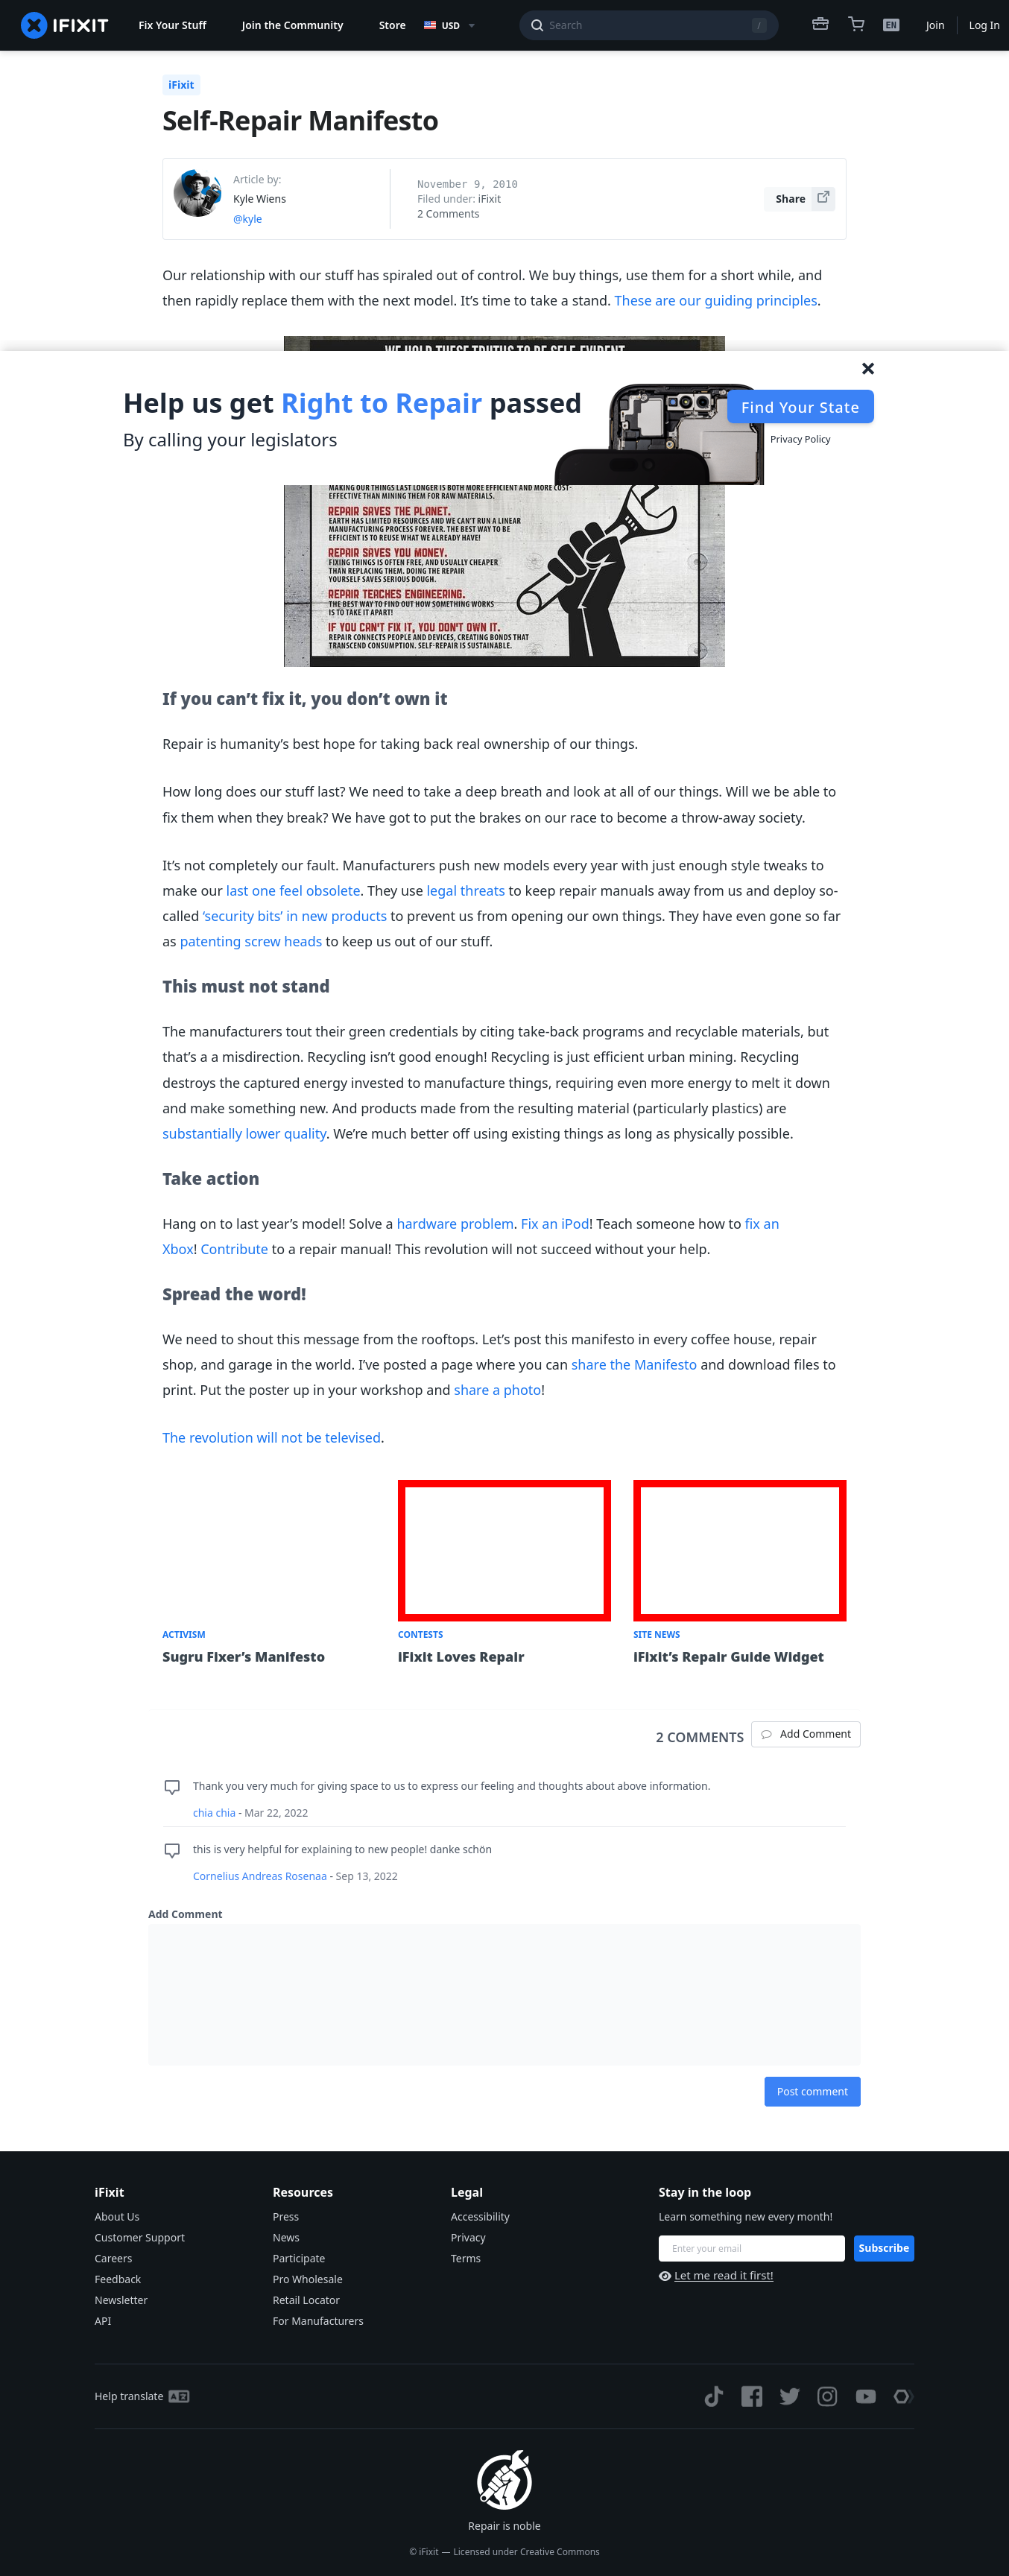 IFIXIT
Fix Your Stuff
Join the Community
Store
USD
Search
/
EN
Join
Log In
iFixit
Self-Repair Manifesto
Article by:
Kyle Wiens
@kyle
November 9, 2010
Filed under: iFixit
2 Comments
Share
Our relationship with our stuff has spiraled out of control. We buy things, use them for a short while, and
then rapidly replace them with the next model. It’s time to take a stand. These are our guiding principles.
WE HOLD THESE TRUTHS TO BE SELF-EVIDENT
Help us get Right to Repair passed
By calling your legislators
Find Your State
Privacy Policy
MAKING OUR THINGS LAST LONGER IS BOTH MORE EFFICIENT AND MORE COST-
EFFECTIVE THAN MINING THEM FOR RAW MATERIALS.
REPAIR SAVES THE PLANET.
EARTH HAS LIMITED RESOURCES AND WE CAN'T RUN A LINEAR
MANUFACTURING PROCESS FOREVER. THE BEST WAY TO BE
EFFICIENT IS TO REUSE WHAT WE ALREADY HAVE!
REPAIR SAVES YOU MONEY.
FIXING THINGS IS OFTEN FREE, AND USUALLY CHEAPER
THAN REPLACING THEM. DOING THE REPAIR
YOURSELF SAVES SERIOUS DOUGH.
REPAIR TEACHES ENGINEERING.
THE BEST WAY TO FIND OUT HOW SOMETHING WORKS
IS TO TAKE IT APART!
IF YOU CAN'T FIX IT, YOU DON'T OWN IT.
REPAIR CONNECTS PEOPLE AND DEVICES, CREATING BONDS THAT
TRANSCEND CONSUMPTION. SELF-REPAIR IS SUSTAINABLE.
If you can’t fix it, you don’t own it
Repair is humanity’s best hope for taking back real ownership of our things.
How long does our stuff last? We need to take a deep breath and look at all of our things. Will we be able to
fix them when they break? We have got to put the brakes on our race to become a throw-away society.
It’s not completely our fault. Manufacturers push new models every year with just enough style tweaks to
make our last one feel obsolete. They use legal threats to keep repair manuals away from us and deploy so-
called ‘security bits’ in new products to prevent us from opening our own things. They have even gone so far
as patenting screw heads to keep us out of our stuff.
This must not stand
The manufacturers tout their green credentials by citing take-back programs and recyclable materials, but
that’s a a misdirection. Recycling isn’t good enough! Recycling is just efficient urban mining. Recycling
destroys the captured energy invested to manufacture things, requiring even more energy to melt it down
and make something new. And products made from the resulting material (particularly plastics) are
substantially lower quality. We’re much better off using existing things as long as physically possible.
Take action
Hang on to last year’s model! Solve a hardware problem. Fix an iPod! Teach someone how to fix an
Xbox! Contribute to a repair manual! This revolution will not succeed without your help.
Spread the word!
We need to shout this message from the rooftops. Let’s post this manifesto in every coffee house, repair
shop, and garage in the world. I’ve posted a page where you can share the Manifesto and download files to
print. Put the poster up in your workshop and share a photo!
The revolution will not be televised.
ACTIVISM
Sugru Fixer’s Manifesto
CONTESTS
iFixit Loves Repair
SITE NEWS
iFixit’s Repair Guide Widget
2 COMMENTS
Add Comment
Thank you very much for giving space to us to express our feeling and thoughts about above information.
chia chia - Mar 22, 2022
this is very helpful for explaining to new people! danke schön
Cornelius Andreas Rosenaa - Sep 13, 2022
Add Comment
Post comment
iFixit
About Us
Customer Support
Careers
Feedback
Newsletter
API
Resources
Press
News
Participate
Pro Wholesale
Retail Locator
For Manufacturers
Legal
Accessibility
Privacy
Terms
Stay in the loop
Learn something new every month!
Enter your email
Subscribe
Let me read it first!
Help translate
Repair is noble
© iFixit — Licensed under Creative Commons